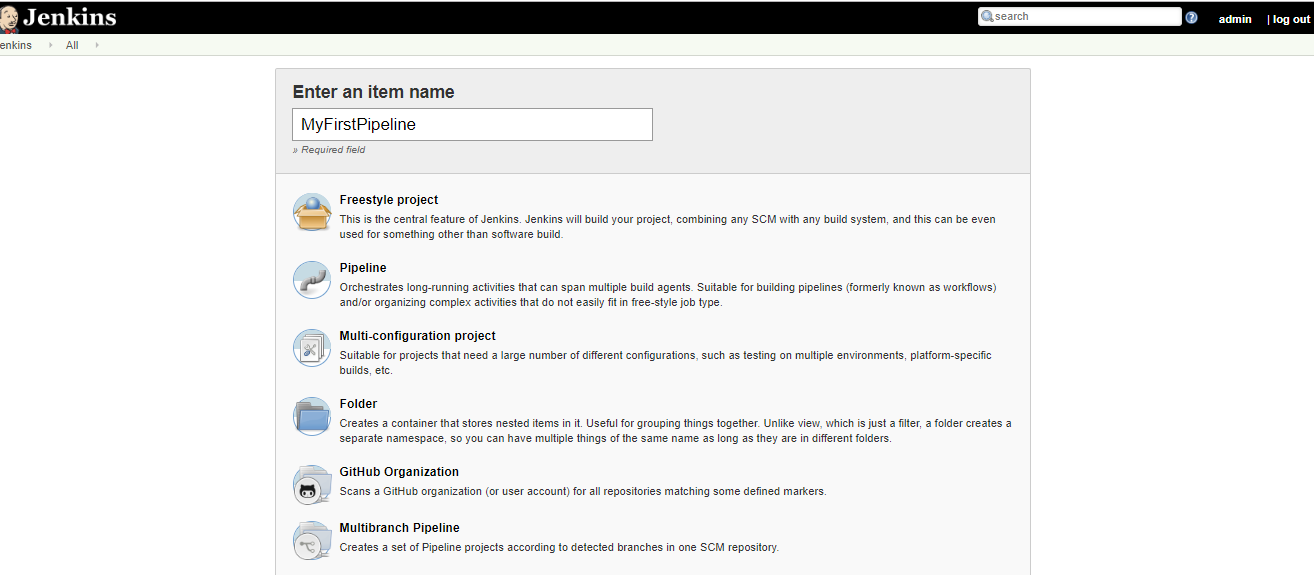 Jenkins
search
admin
| log out
enkins
All
Enter an item name
MyFirstPipeline
» Required field
Freestyle project
This is the central feature of Jenkins. Jenkins will build your project, combining any SCM with any build system, and this can be even
used for something other than software build.
Pipeline
Orchestrates long-running activities that can span multiple build agents. Suitable for building pipelines (formerly known as workflows)
and/or organizing complex activities that do not easily fit in free-style job type.
Multi-configuration project
Suitable for projects that need a large number of different configurations, such as testing on multiple environments, platform-specific
builds, etc.
Folder
Creates a container that stores nested items in it. Useful for grouping things together. Unlike view, which is just a filter, a folder creates a
separate namespace, so you can have multiple things of the same name as long as they are in different folders.
GitHub Organization
Scans a GitHub organization (or user account) for all repositories matching some defined markers.
Multibranch Pipeline
Creates a set of Pipeline projects according to detected branches in one SCM repository.